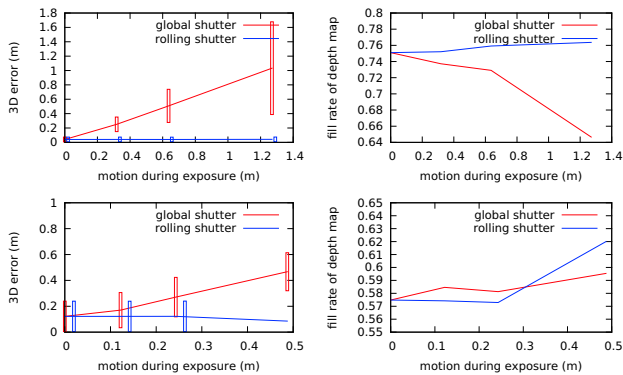 3D error (m)
1.8
1.6
1.4
1.2
1
0.8
0.6
0.4
0.2
0
global shutter
rolling shutter
0 0.2 0.4 0.6 0.8 1 1.2 1.4
motion during exposure (m)
fill rate of depth map
0.8
0.78
0.76
0.74
0.72
0.7
0.68
0.66
0.64
global shutter
rolling shutter
0 0.2 0.4 0.6 0.8 1 1.2 1.4
motion during exposure (m)
3D error (m)
1
0.8
0.6
0.4
0.2
0
global shutter
rolling shutter
0 0.1 0.2 0.3 0.4 0.5
motion during exposure (m)
fill rate of depth map
0.65
0.63
0.62
0.61
0.6
0.59
0.58
0.57
0.56
0.55
global shutter
rolling shutter
0 0.1 0.2 0.3 0.4 0.5
motion during exposure (m)